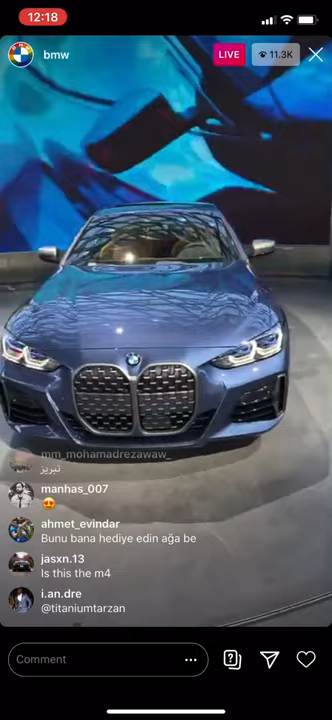 12:18
bmw
LIVE
11.3K
mm_mohamadrezawaw_
تبریز
manhas_007
😍
ahmet_evindar
Bunu bana hediye edin ağa be
jasxn.13
Is this the m4
i.an.dre
@titaniumtarzan
Comment